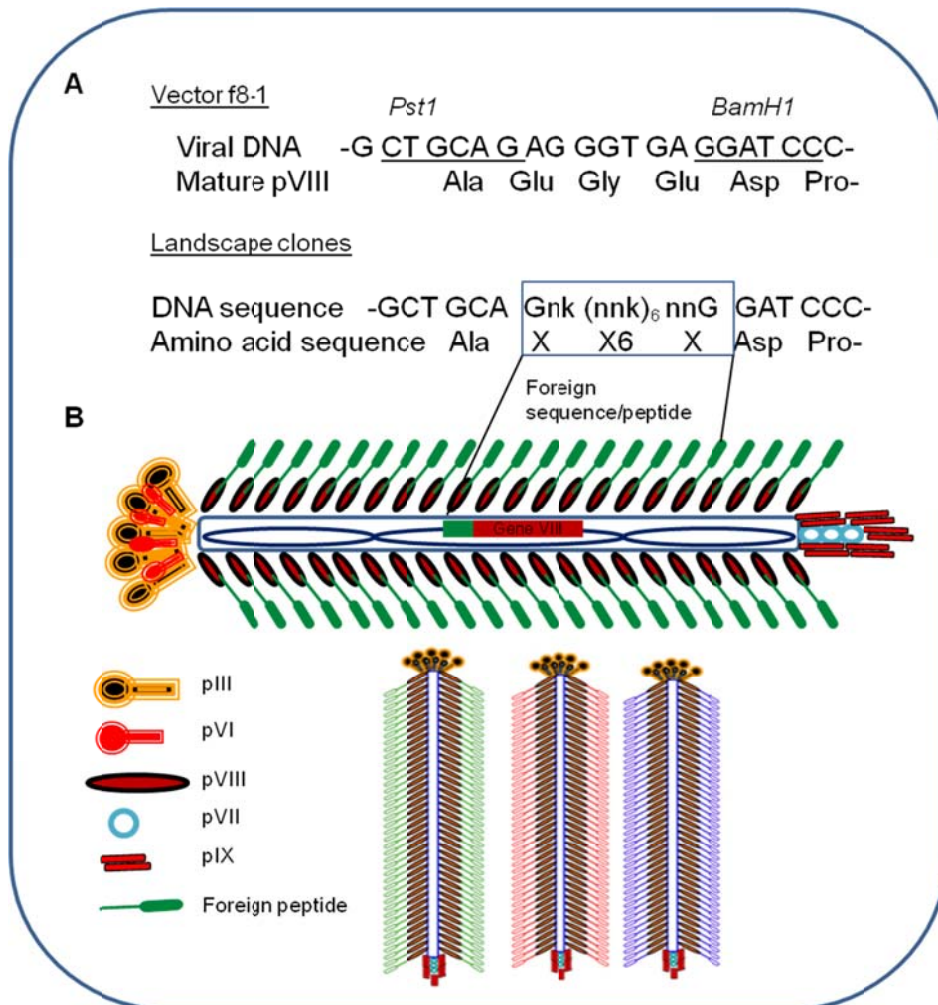 A
Vector f8-1
Pst1 BamH1
Viral DNA -G CT GCA G AG GGT GA G GAT CC C-
Mature pVIII Ala Glu Gly Glu Asp Pro-
Landscape clones
DNA sequence -GCT GCA Gnk (nnk)6 nnG GAT CCC-
Amino acid sequence Ala X X6 X Asp Pro-
Foreign
sequence/peptide
B
Gene VIII
pIII
pVI
pVIII
pVII
pIX
Foreign peptide